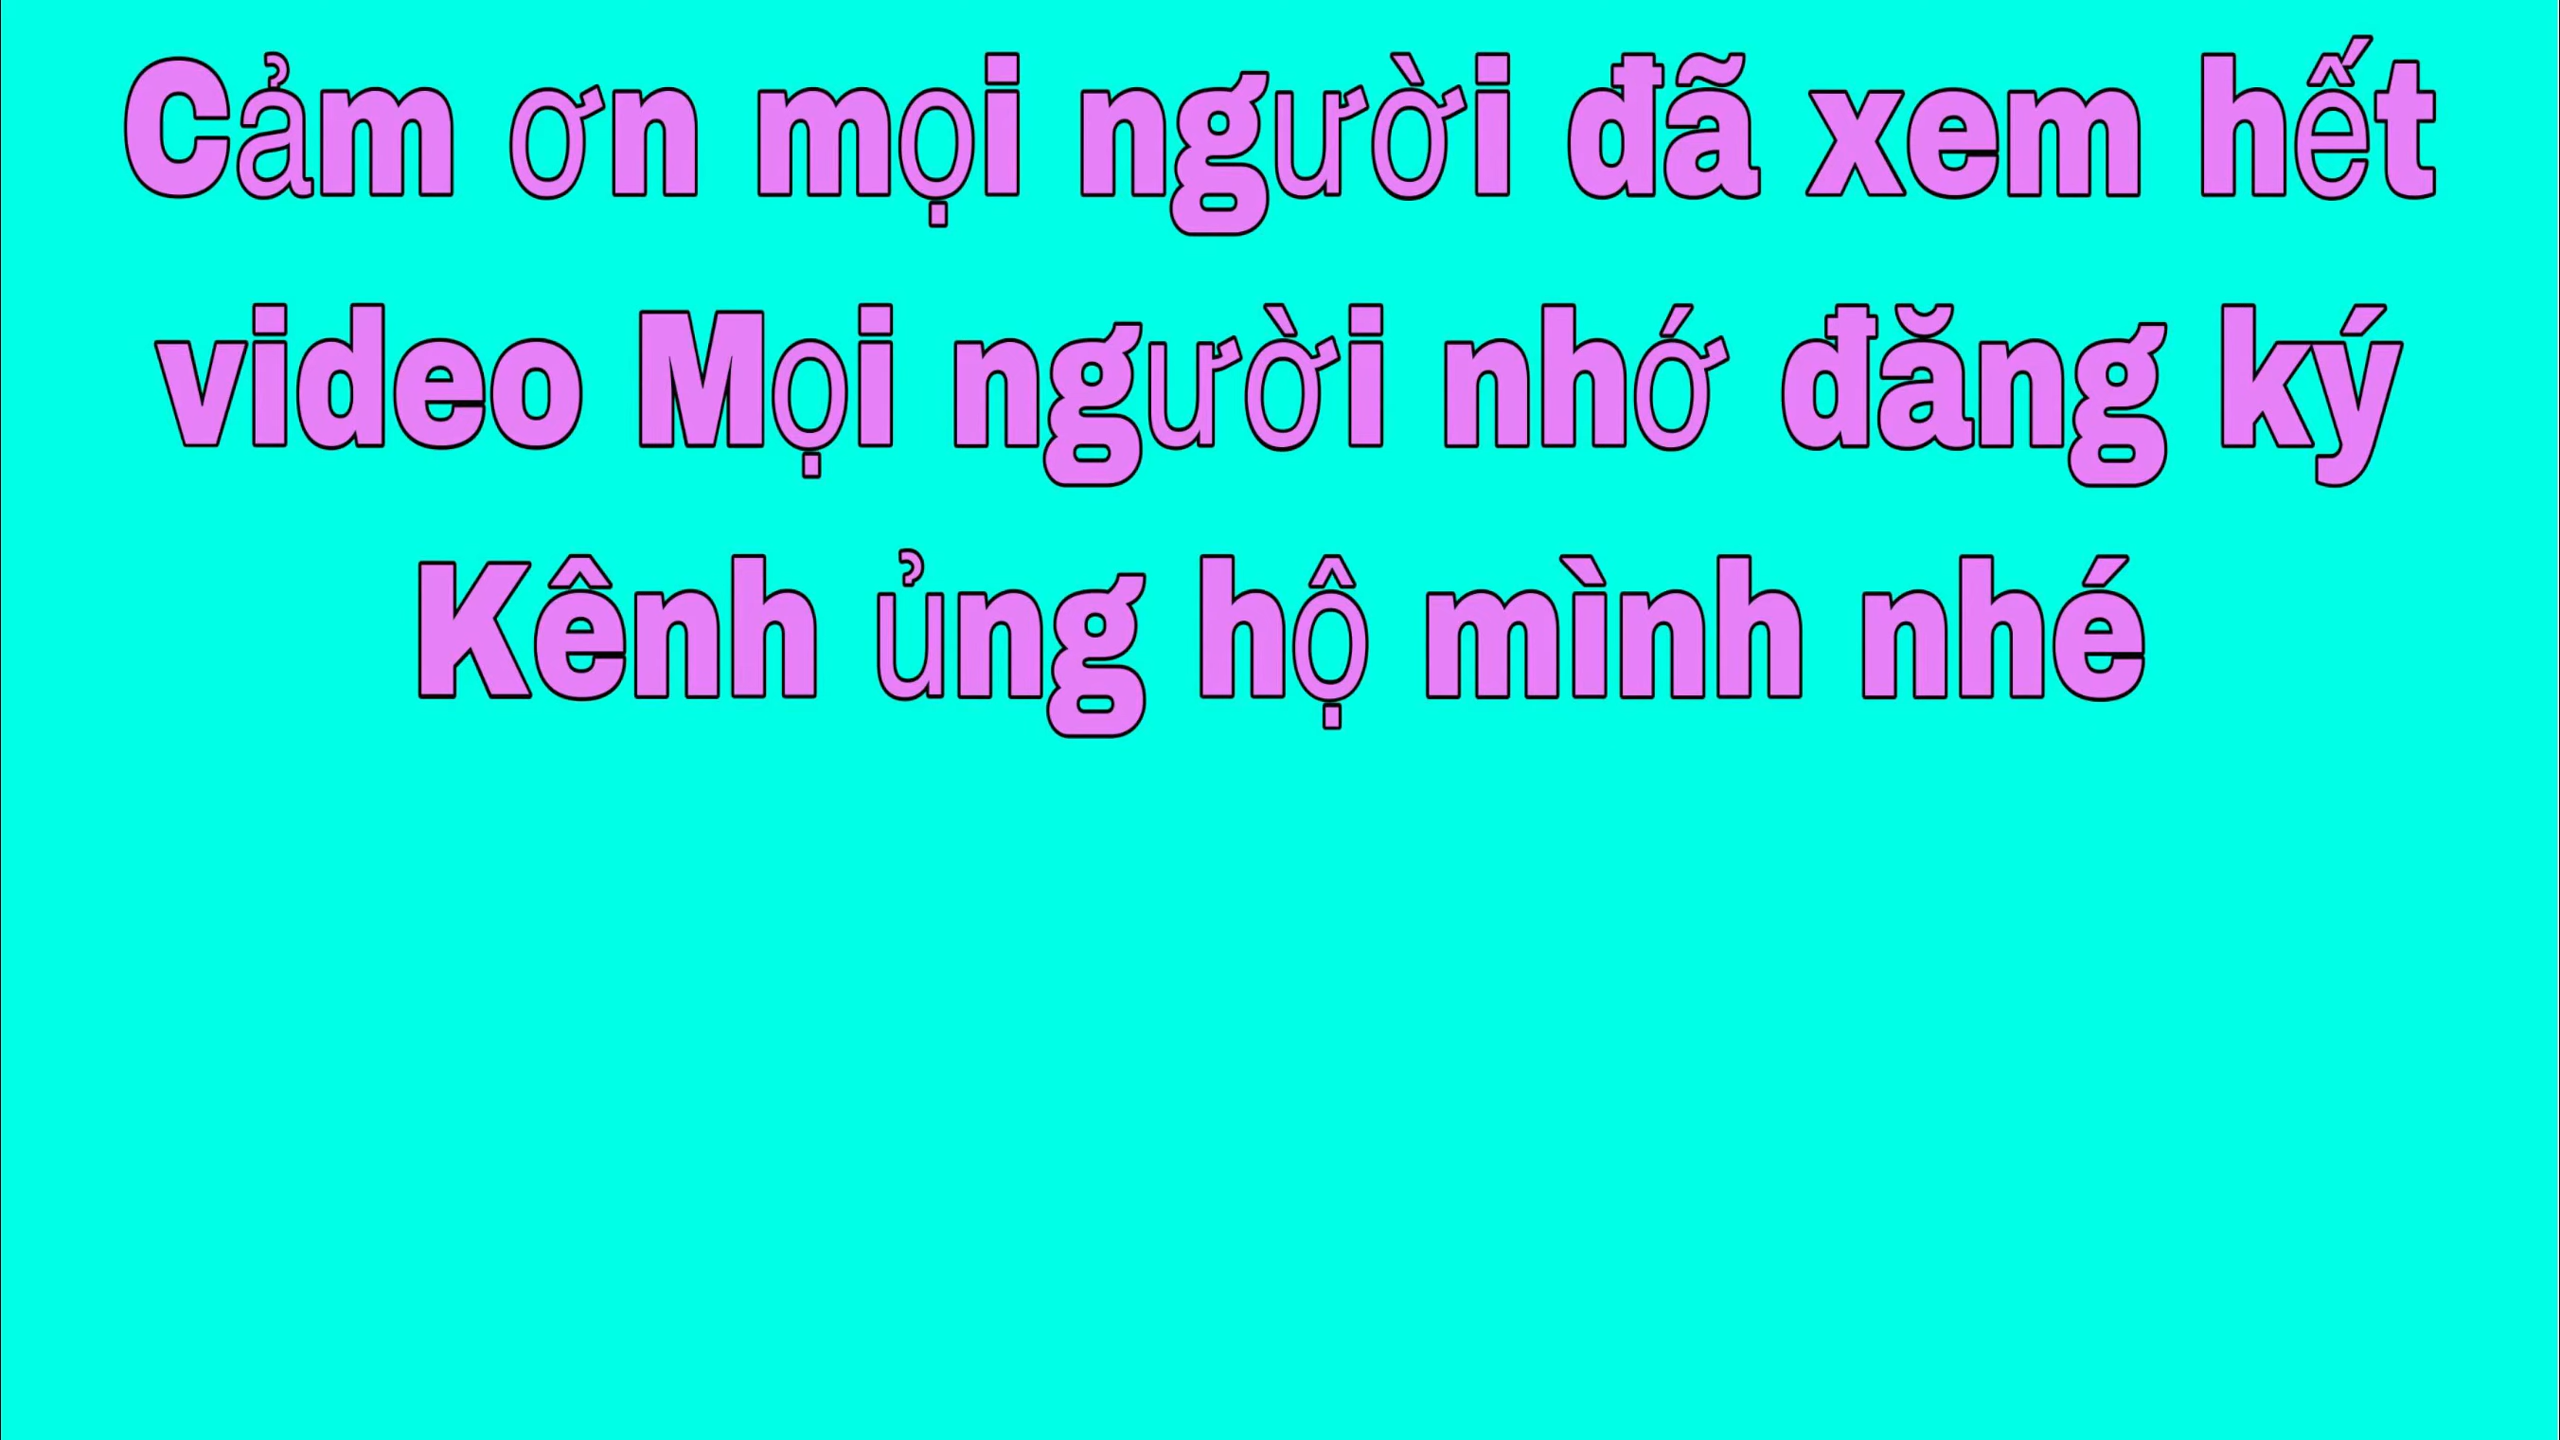 Cảm ơn mọi người đã xem hết
video Mọi người nhớ đăng ký
Kênh ủng hộ mình nhé